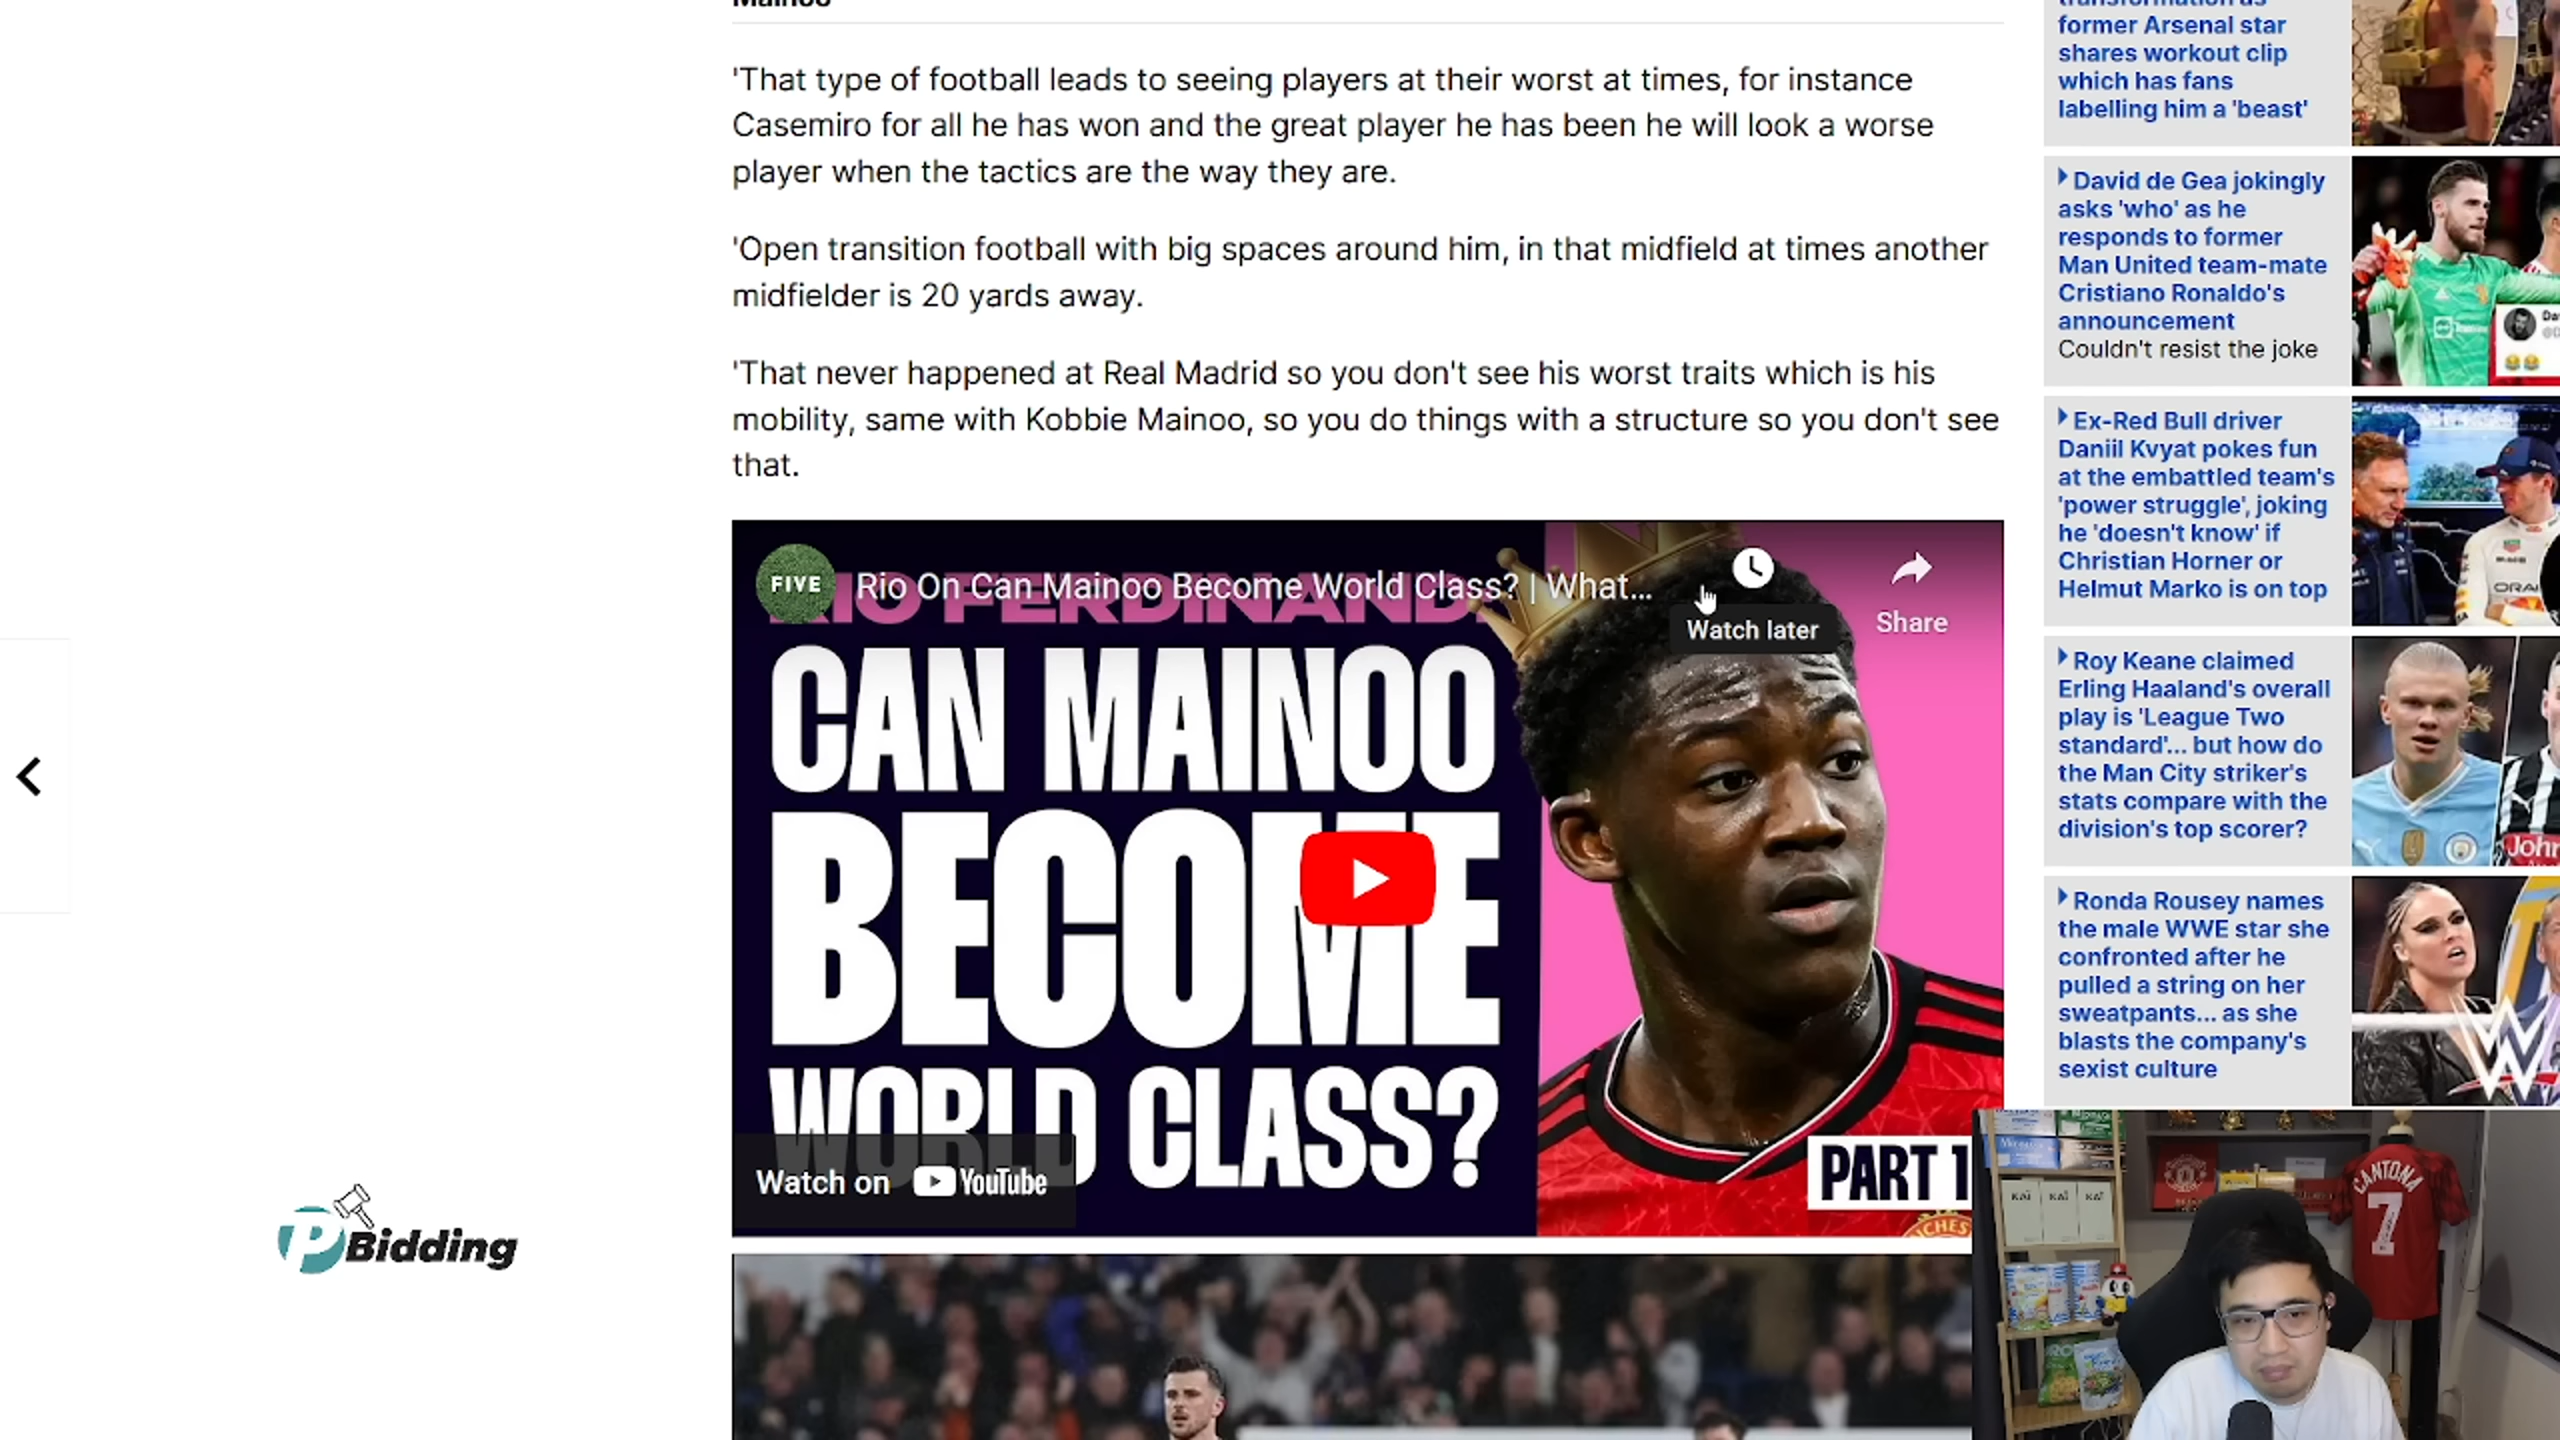 Mainoo
'That type of football leads to seeing players at their worst at times, for instance
Casemiro for all he has won and the great player he has been he will look a worse
player when the tactics are the way they are.
'Open transition football with big spaces around him, in that midfield at times another
midfielder is 20 yards away.
'That never happened at Real Madrid so you don't see his worst traits which is his
mobility, same with Kobbie Mainoo, so you do things with a structure so you don't see
that.
FIVE
Rio On Can Mainoo Become World Class? | What...
RIO FERDINAND:
Watch later
Share
CAN MAINOO
BECOME
WORLD CLASS?
PART 1
Watch on YouTube
P Bidding
transformation as
former Arsenal star
shares workout clip
which has fans
labelling him a 'beast'
David de Gea jokingly
asks 'who' as he
responds to former
Man United team-mate
Cristiano Ronaldo's
announcement
Couldn't resist the joke
Ex-Red Bull driver
Daniil Kvyat pokes fun
at the embattled team's
'power struggle', joking
he 'doesn't know' if
Christian Horner or
Helmut Marko is on top
Roy Keane claimed
Erling Haaland's overall
play is 'League Two
standard'... but how do
the Man City striker's
stats compare with the
division's top scorer?
Ronda Rousey names
the male WWE star she
confronted after he
pulled a string on her
sweatpants... as she
blasts the company's
sexist culture
KAI KAI KAI
CANTONA
7